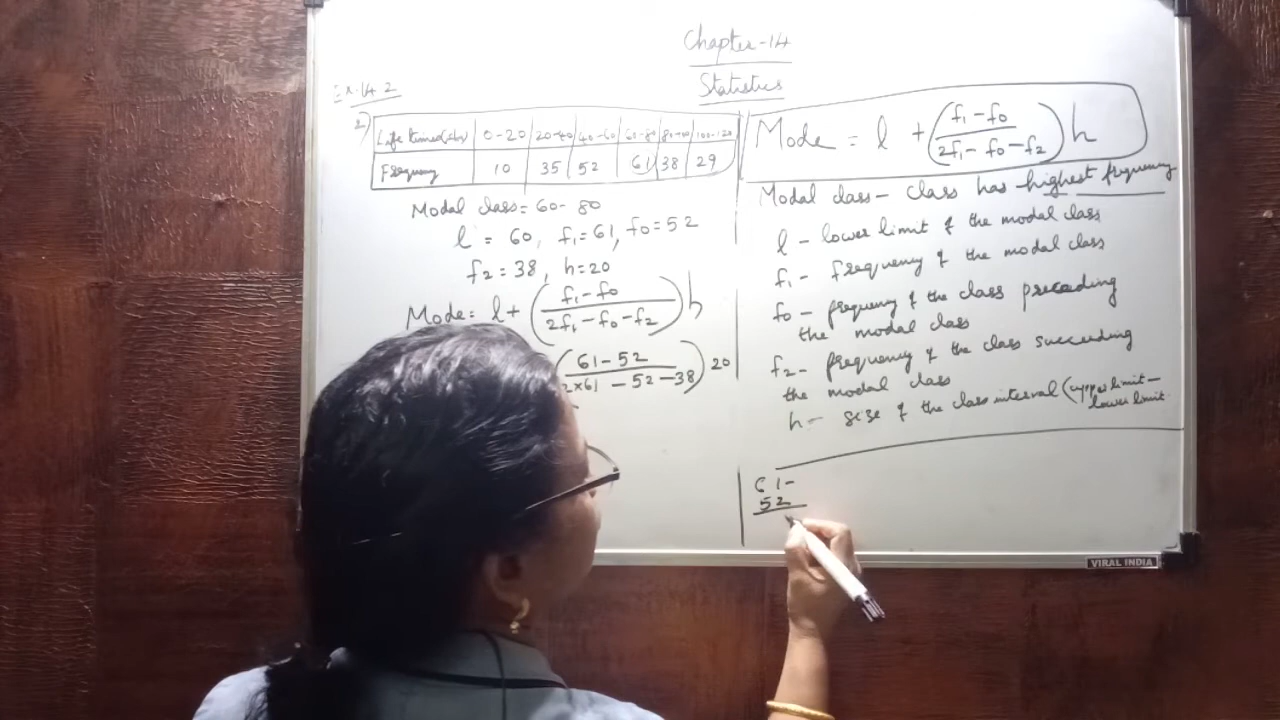 Chapter-14
Statistics
Ex.14.2
Life time (hrs) 0-20 20-40 40-60 60-80 80-100 100-120
Frequency 10 35 52 61 38 29
Modal class = 60-80
l = 60, f₁=61, f₀=52
f₂ = 38, h=20
Mode = l+ (f₁-f₀ / 2f₁-f₀-f₂) h
(61-52 / 2×61 -52-38) 20
Mode = l + (f₁-f₀ / 2f₁-f₀-f₂) h
Modal class - class has highest frequency
l - lower limit of the modal class
f₁ - frequency of the modal class
f₀ - frequency of the class preceding
the modal class
f₂ - frequency of the class succeeding
the modal class
h - size of the class interval (upper limit -
lower limit
61-
52
VIRAL INDIA